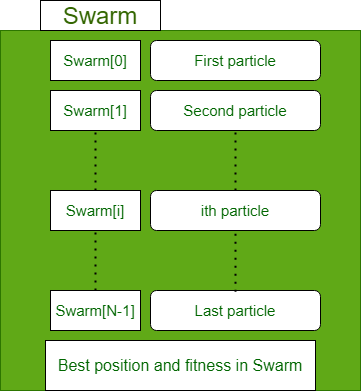 Swarm
Swarm[0] First particle
Swarm[1] Second particle
Swarm[i] ith particle
Swarm[N-1] Last particle
Best position and fitness in Swarm